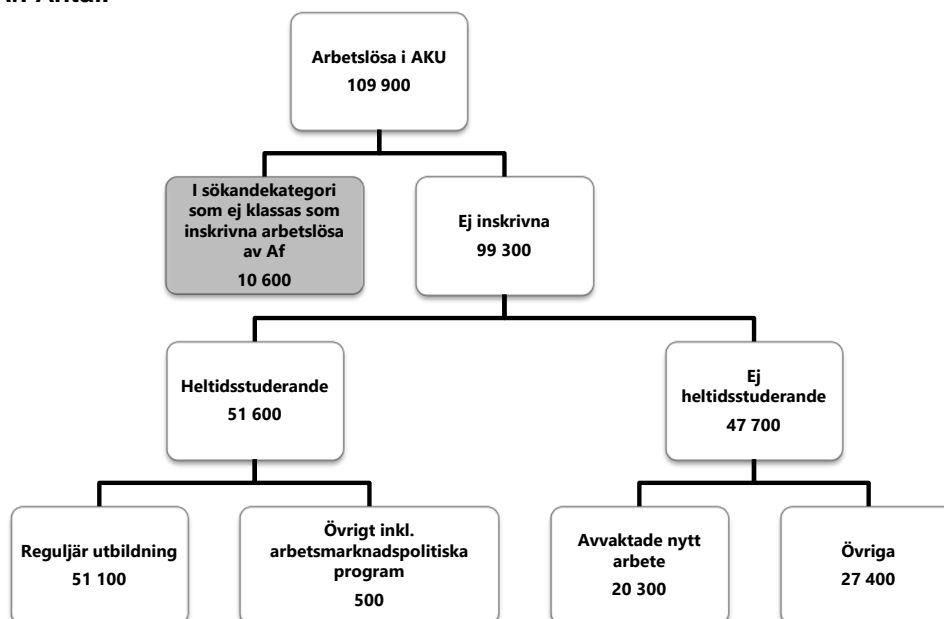 Arbetslösa i AKU
109 900
I sökandekategori
som ej klassas som
inskrivna arbetslösa
av Af
10 600
Ej inskrivna
99 300
Heltidsstuderande
51 600
Ej
heltidsstuderande
47 700
Reguljär utbildning
51 100
Övrigt inkl.
arbetsmarknadspolitiska
program
500
Avvaktade nytt
arbete
20 300
Övriga
27 400